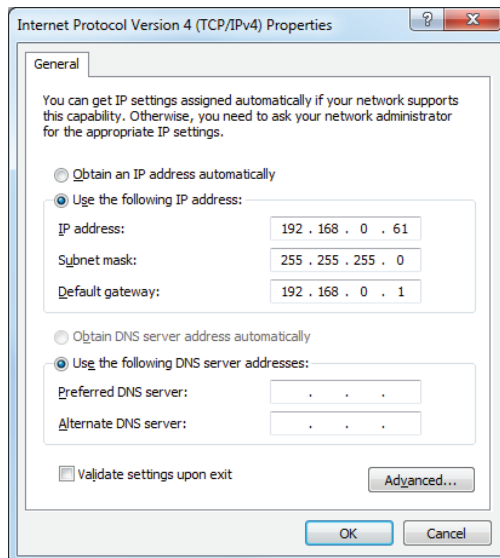 Internet Protocol Version 4 (TCP/IPv4) Properties
General
You can get IP settings assigned automatically if your network supports
this capability. Otherwise, you need to ask your network administrator
for the appropriate IP settings.
Obtain an IP address automatically
Use the following IP address:
IP address: 192 . 168 . 0 . 61
Subnet mask: 255 . 255 . 255 . 0
Default gateway: 192 . 168 . 0 . 1
Obtain DNS server address automatically
Use the following DNS server addresses:
Preferred DNS server: . . .
Alternate DNS server: . . .
Validate settings upon exit
Advanced...
OK Cancel